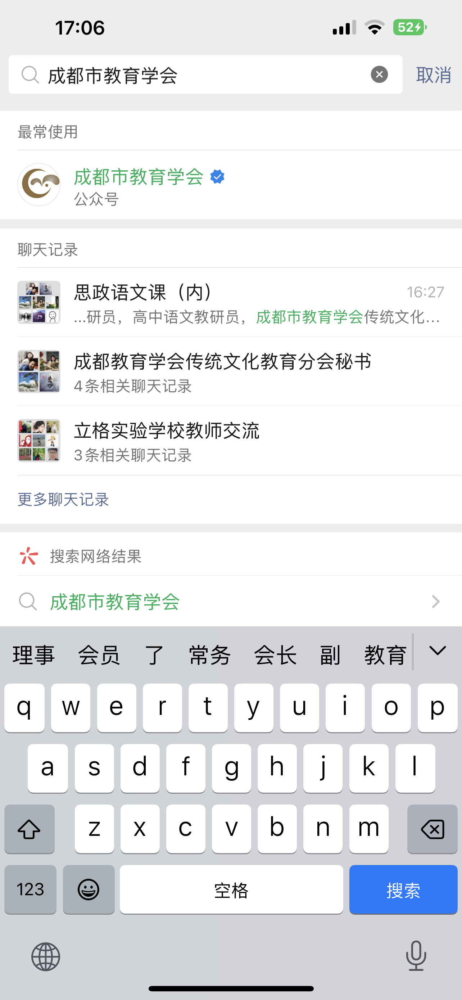 17:06
52
成都市教育学会
取消
最常使用
成都市教育学会
公众号
聊天记录
思政语文课（内）
16:27
...研员，高中语文教研员，成都市教育学会传统文化...
成都教育学会传统文化教育分会秘书
4条相关聊天记录
立格实验学校教师交流
3条相关聊天记录
更多聊天记录
搜索网络结果
成都市教育学会
理事 会员 了 常务 会长 副 教育
q w e r t y u i o p
a s d f g h j k l
z x c v b n m
123 空格 搜索